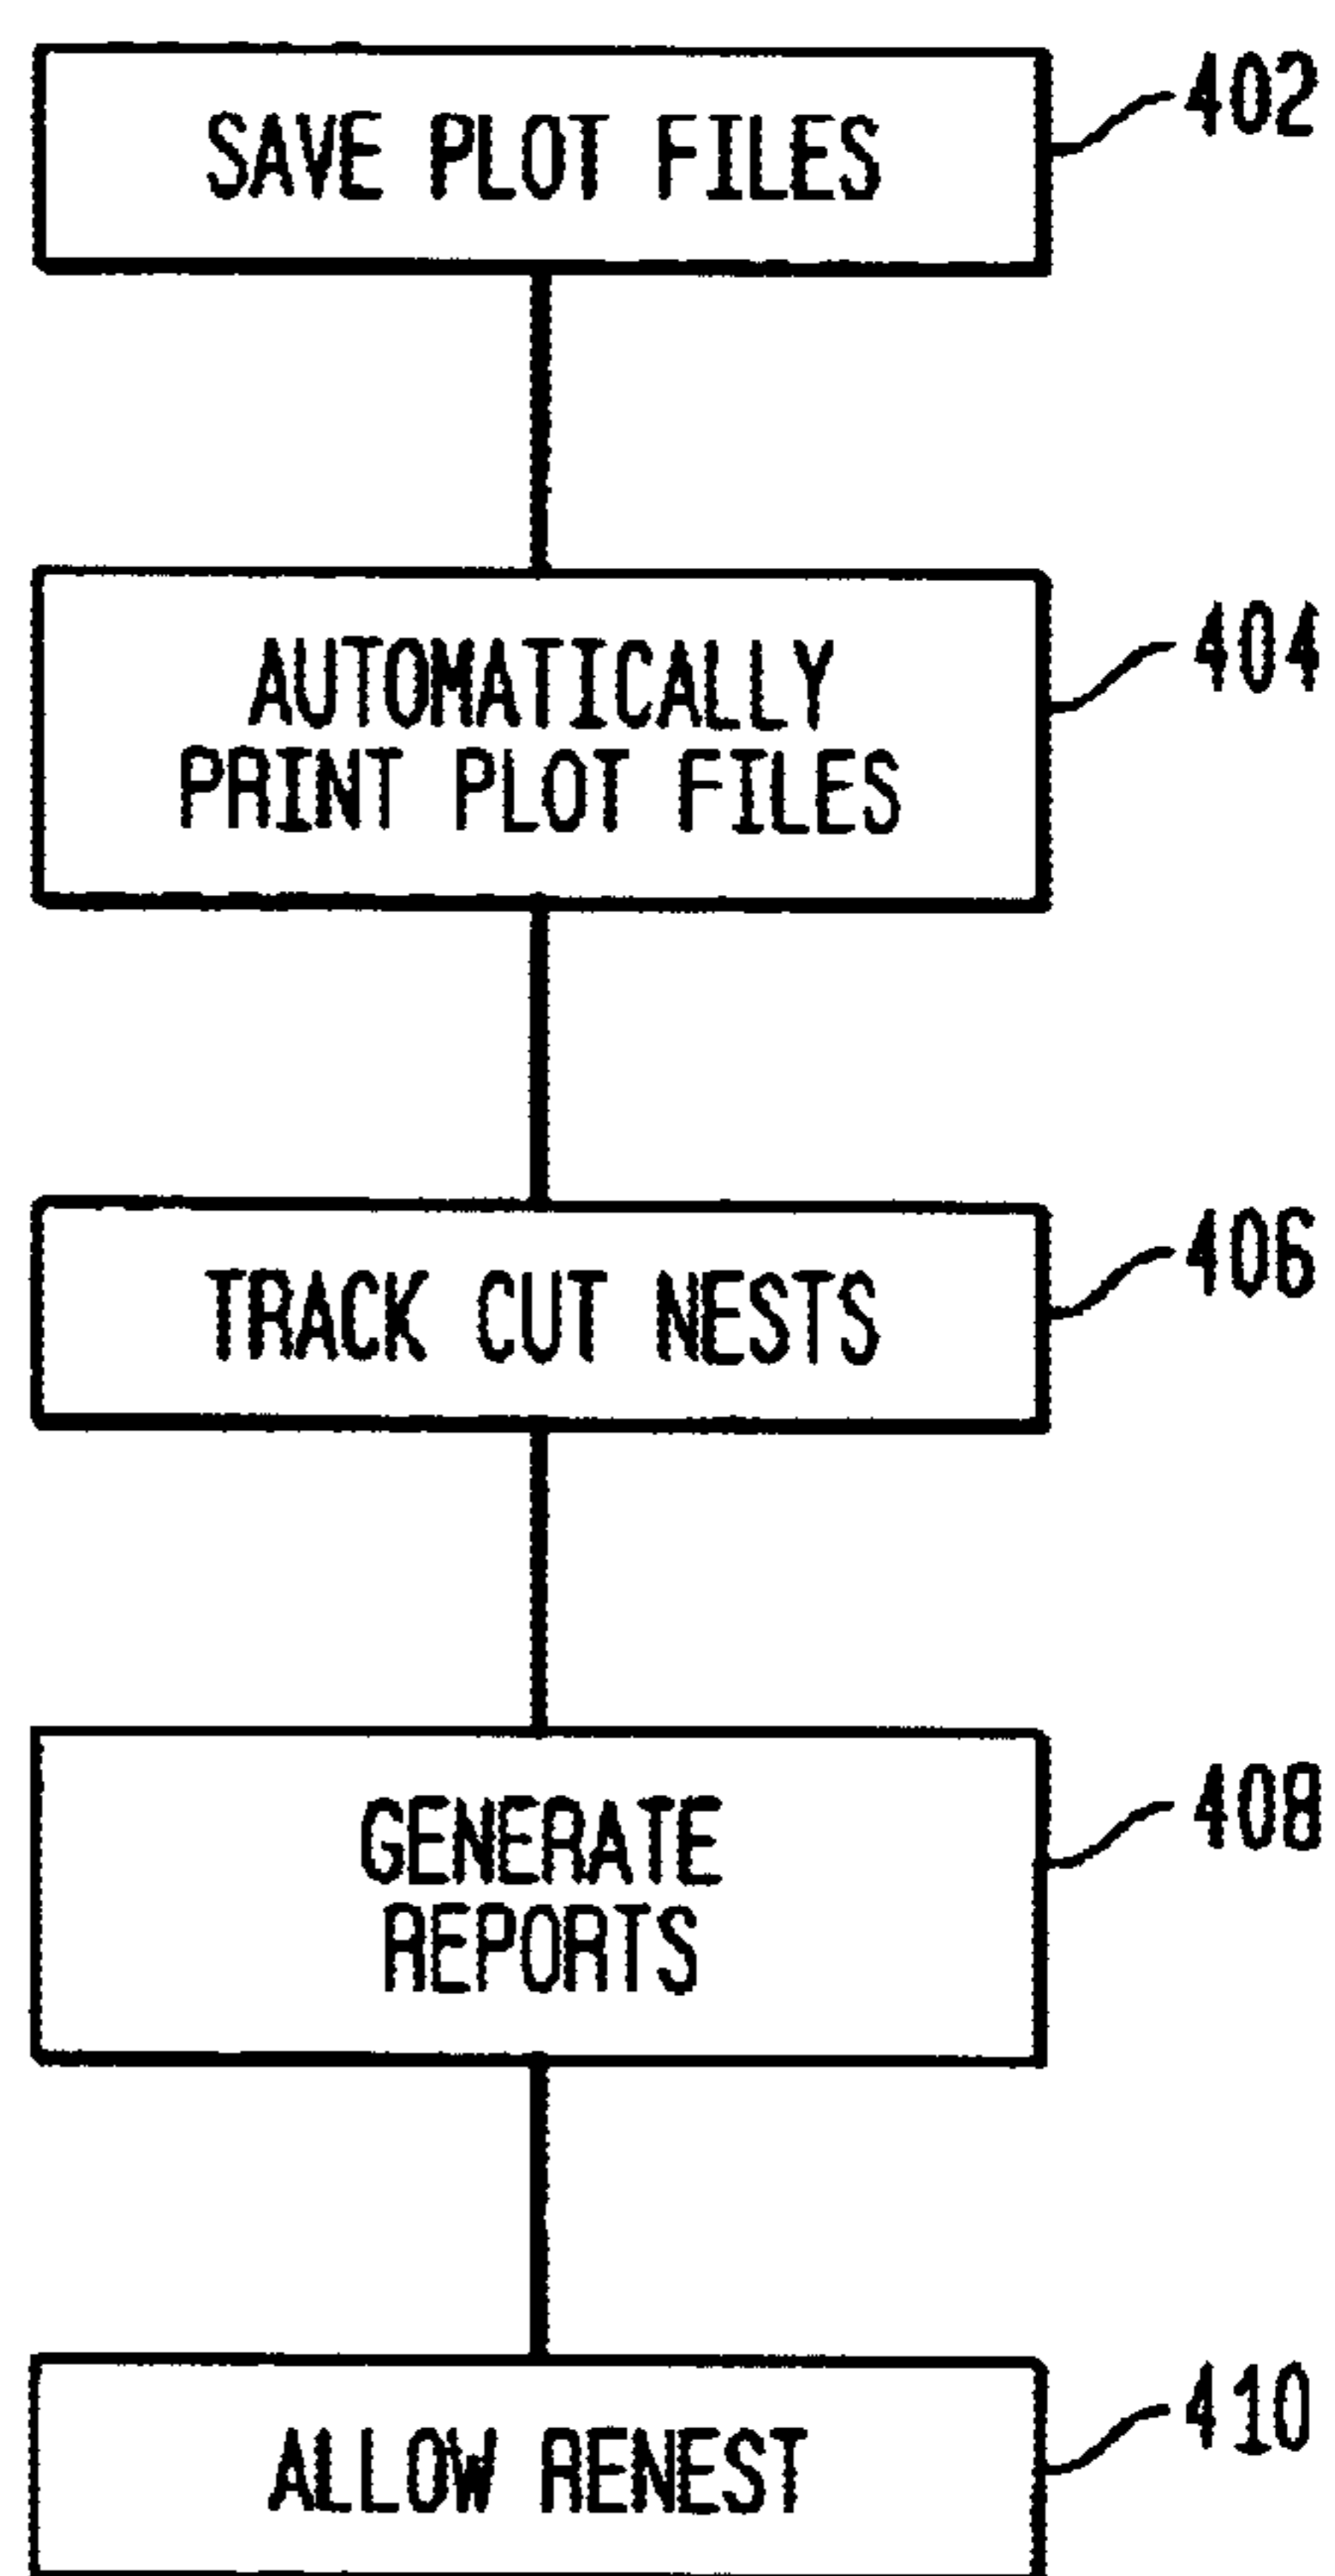 SAVE PLOT FILES
402
AUTOMATICALLY
PRINT PLOT FILES
404
TRACK CUT NESTS
406
GENERATE
REPORTS
408
ALLOW RENEST
410